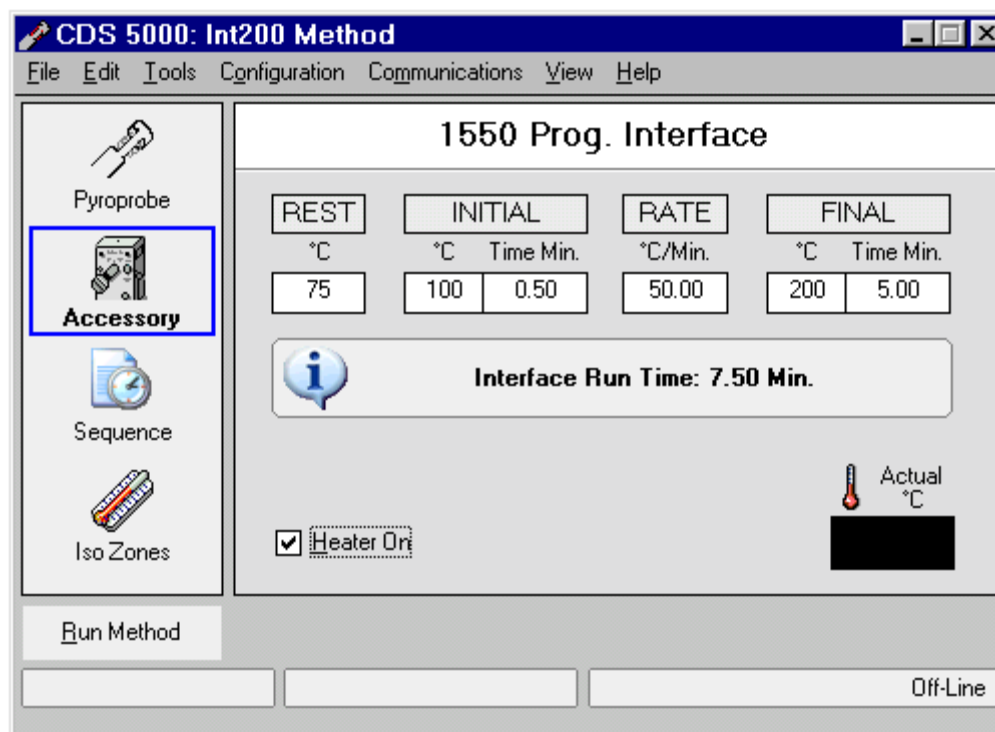 CDS 5000: Int200 Method
File Edit Tools Configuration Communications View Help
Pyroprobe
Accessory
Sequence
Iso Zones
Run Method
1550 Prog. Interface
REST INITIAL RATE FINAL
°C °C Time Min. °C/Min. °C Time Min.
75 100 0.50 50.00 200 5.00
Interface Run Time: 7.50 Min.
Actual
°C
Heater On
Off-Line